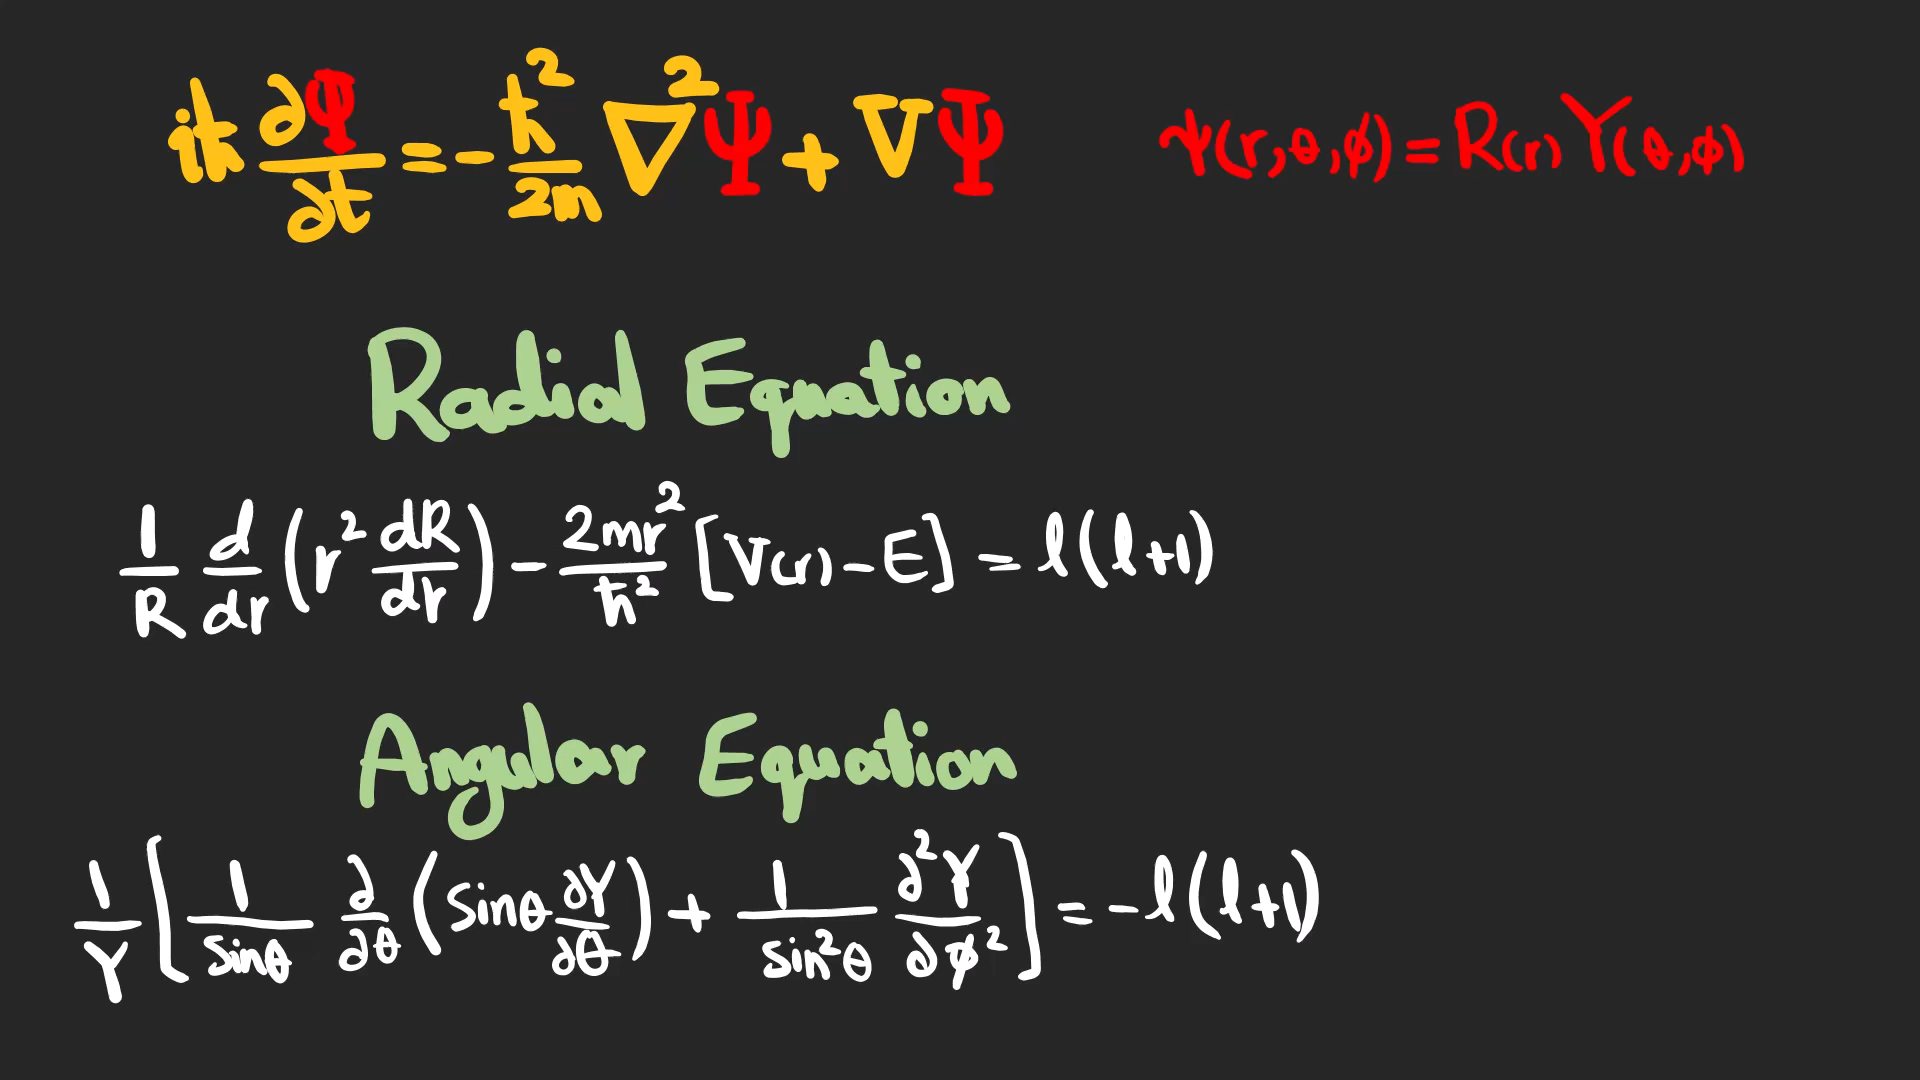 iħ ∂Ψ/∂t = - ħ²/2m ∇²Ψ + VΨ
ψ(r,θ,φ) = R(r) Y(θ,φ)
Radial Equation
1/R d/dr (r² dR/dr) - 2mr²/ħ² [V(r) - E] = l(l+1)
Angular Equation
1/Y [1/sinθ ∂/∂θ (sinθ ∂Y/∂θ) + 1/sin²θ ∂²Y/∂φ²] = -l(l+1)